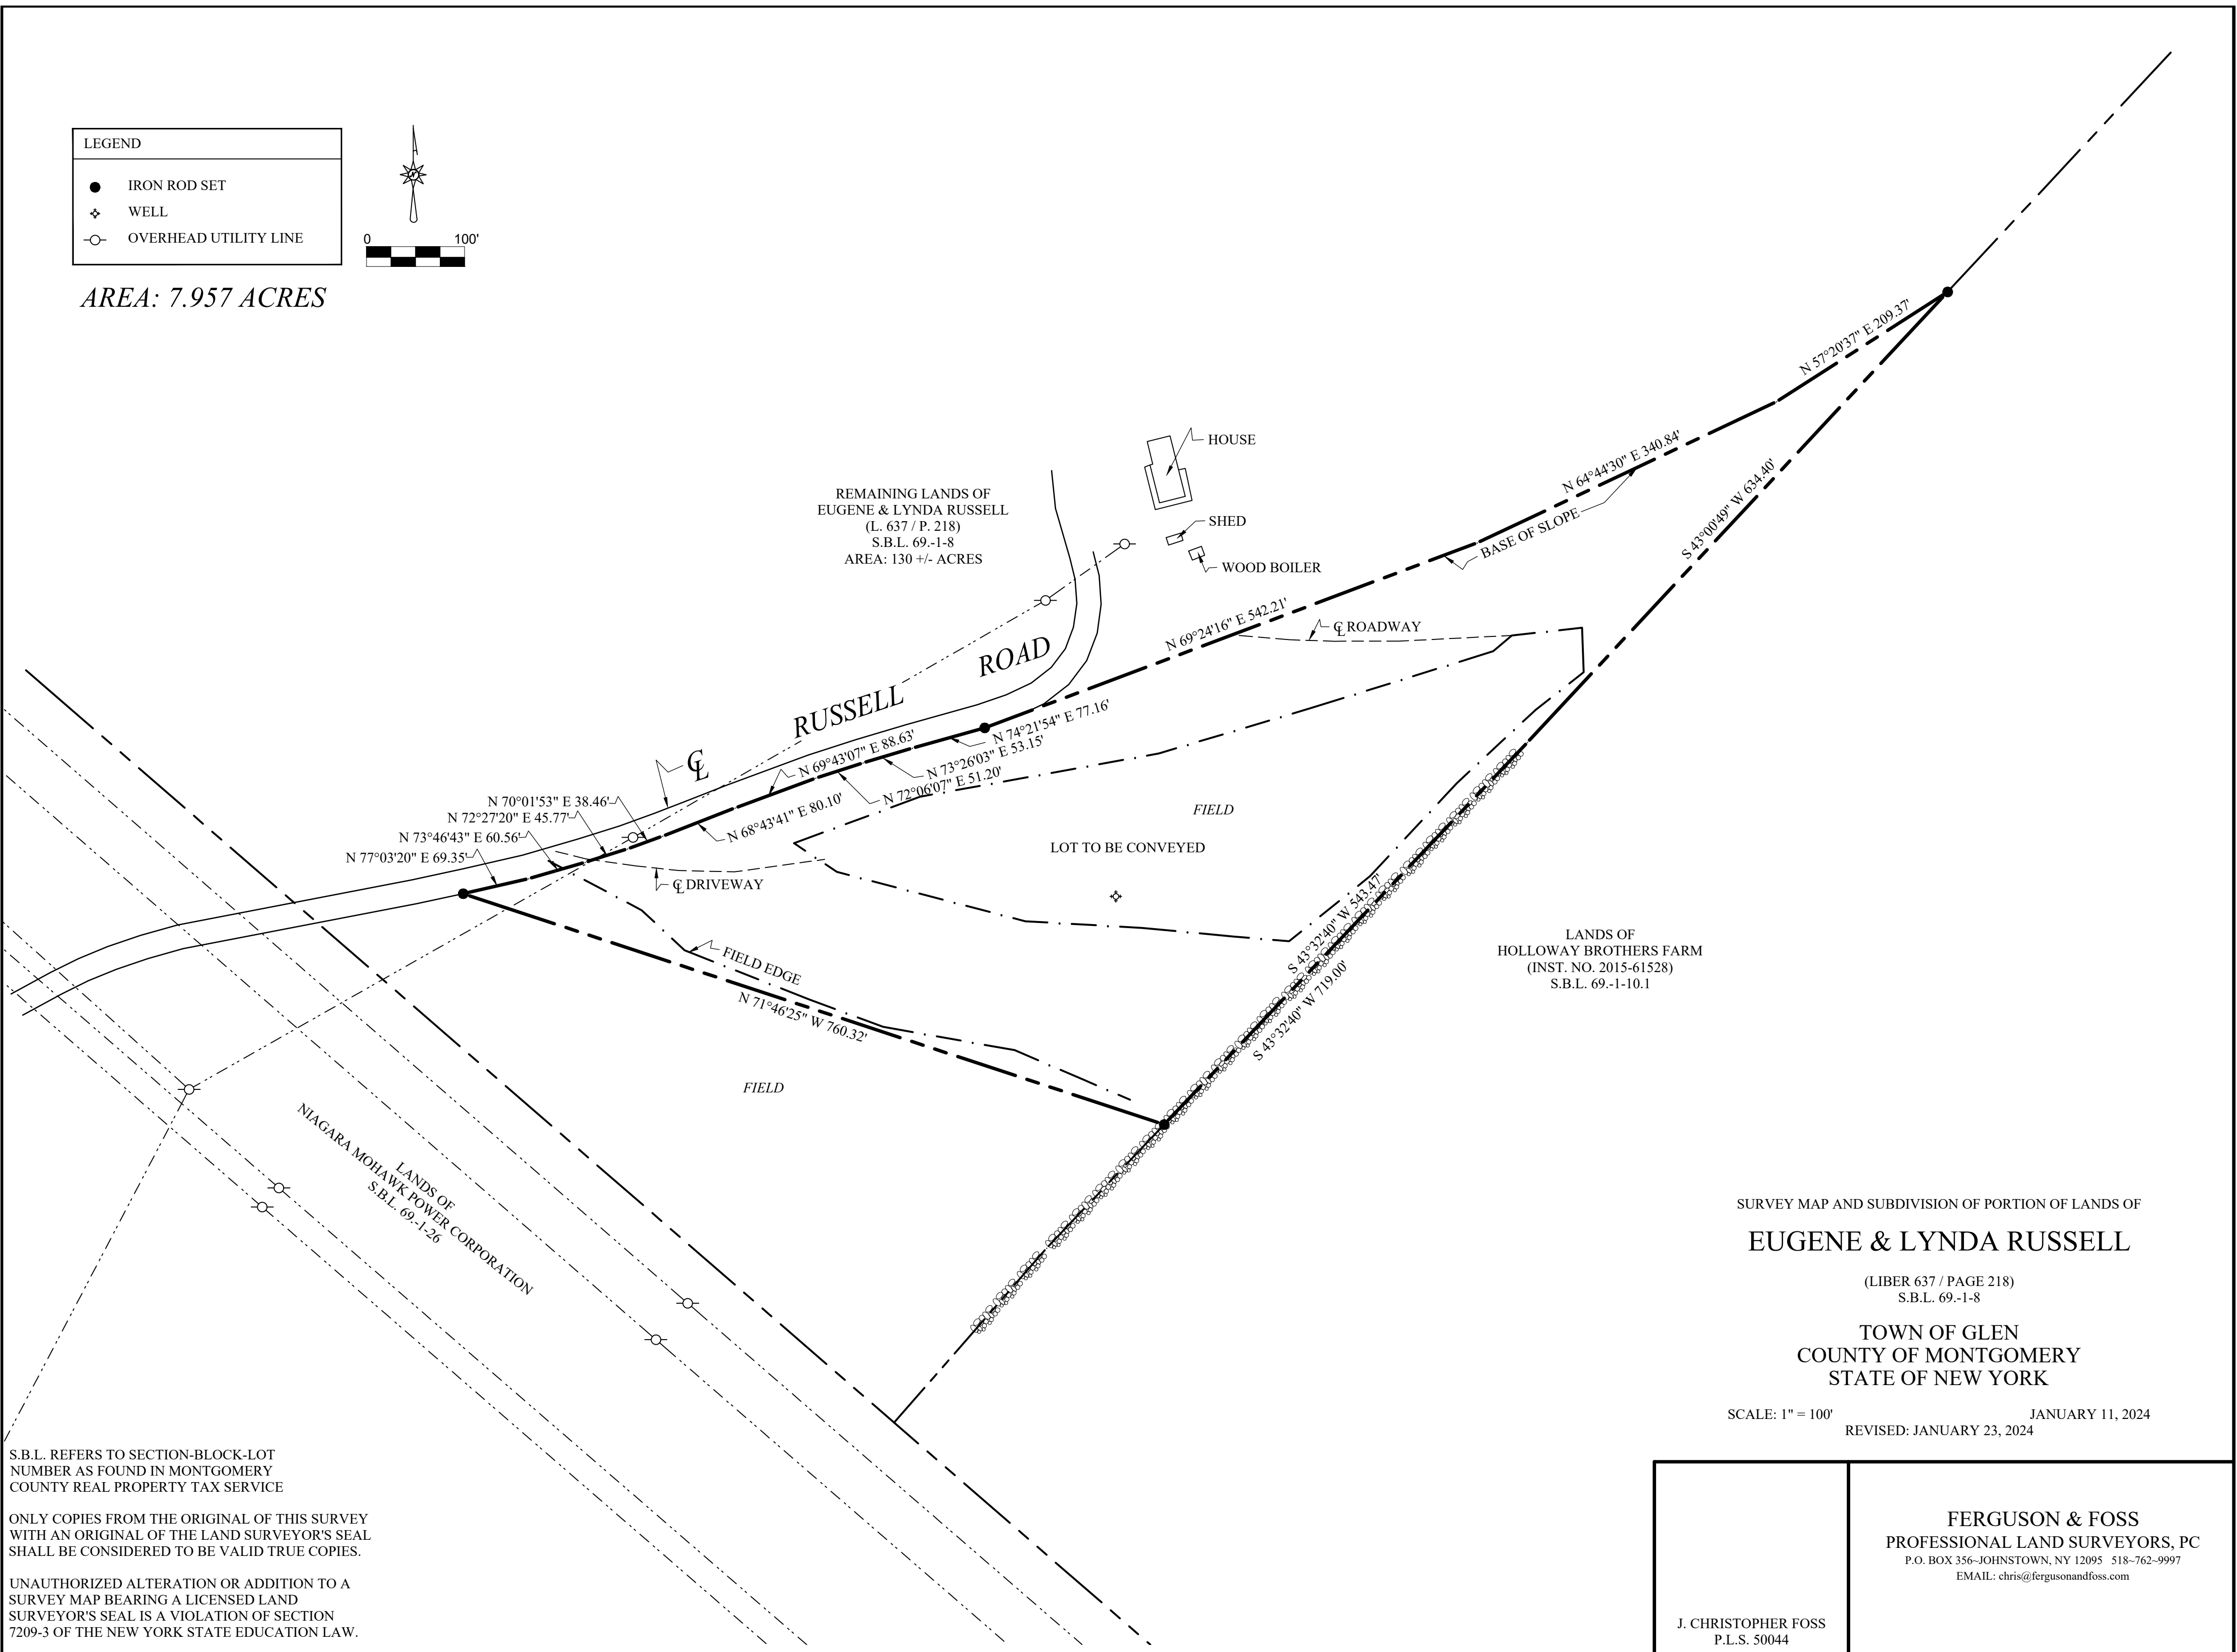 LEGEND
IRON ROD SET
WELL
OVERHEAD UTILITY LINE
0 100'
AREA: 7.957 ACRES
N 57°20'37" E 209.37'
HOUSE
N 64°44'30" E 340.84'
S 43°00'49" W 634.40'
REMAINING LANDS OF
EUGENE & LYNDA RUSSELL
(L. 637 / P. 218)
S.B.L. 69.-1-8
AREA: 130 +/- ACRES
SHED
BASE OF SLOPE
WOOD BOILER
N 69°24'16" E 542.21'
CL ROADWAY
RUSSELL ROAD
CL
N 74°21'54" E 77.16'
N 69°43'07" E 88.63'
N 73°26'03" E 53.15'
N 72°06'07" E 51.20'
N 68°43'41" E 80.10'
N 70°01'53" E 38.46'
N 72°27'20" E 45.77'
N 73°46'43" E 60.56'
N 77°03'20" E 69.35'
FIELD
LOT TO BE CONVEYED
CL DRIVEWAY
FIELD EDGE
S 43°32'40" W 543.47'
S 43°32'40" W 719.00'
LANDS OF
HOLLOWAY BROTHERS FARM
(INST. NO. 2015-61528)
S.B.L. 69.-1-10.1
N 71°46'25" W 760.32'
FIELD
LANDS OF
NIAGARA MOHAWK POWER CORPORATION
S.B.L. 69.-1-26
SURVEY MAP AND SUBDIVISION OF PORTION OF LANDS OF
EUGENE & LYNDA RUSSELL
(LIBER 637 / PAGE 218)
S.B.L. 69.-1-8
TOWN OF GLEN
COUNTY OF MONTGOMERY
STATE OF NEW YORK
SCALE: 1" = 100' JANUARY 11, 2024
REVISED: JANUARY 23, 2024
S.B.L. REFERS TO SECTION-BLOCK-LOT
NUMBER AS FOUND IN MONTGOMERY
COUNTY REAL PROPERTY TAX SERVICE
ONLY COPIES FROM THE ORIGINAL OF THIS SURVEY
WITH AN ORIGINAL OF THE LAND SURVEYOR'S SEAL
SHALL BE CONSIDERED TO BE VALID TRUE COPIES.
UNAUTHORIZED ALTERATION OR ADDITION TO A
SURVEY MAP BEARING A LICENSED LAND
SURVEYOR'S SEAL IS A VIOLATION OF SECTION
7209-3 OF THE NEW YORK STATE EDUCATION LAW.
J. CHRISTOPHER FOSS
P.L.S. 50044
FERGUSON & FOSS
PROFESSIONAL LAND SURVEYORS, PC
P.O. BOX 356~JOHNSTOWN, NY 12095 518~762~9997
EMAIL: chris@fergusonandfoss.com